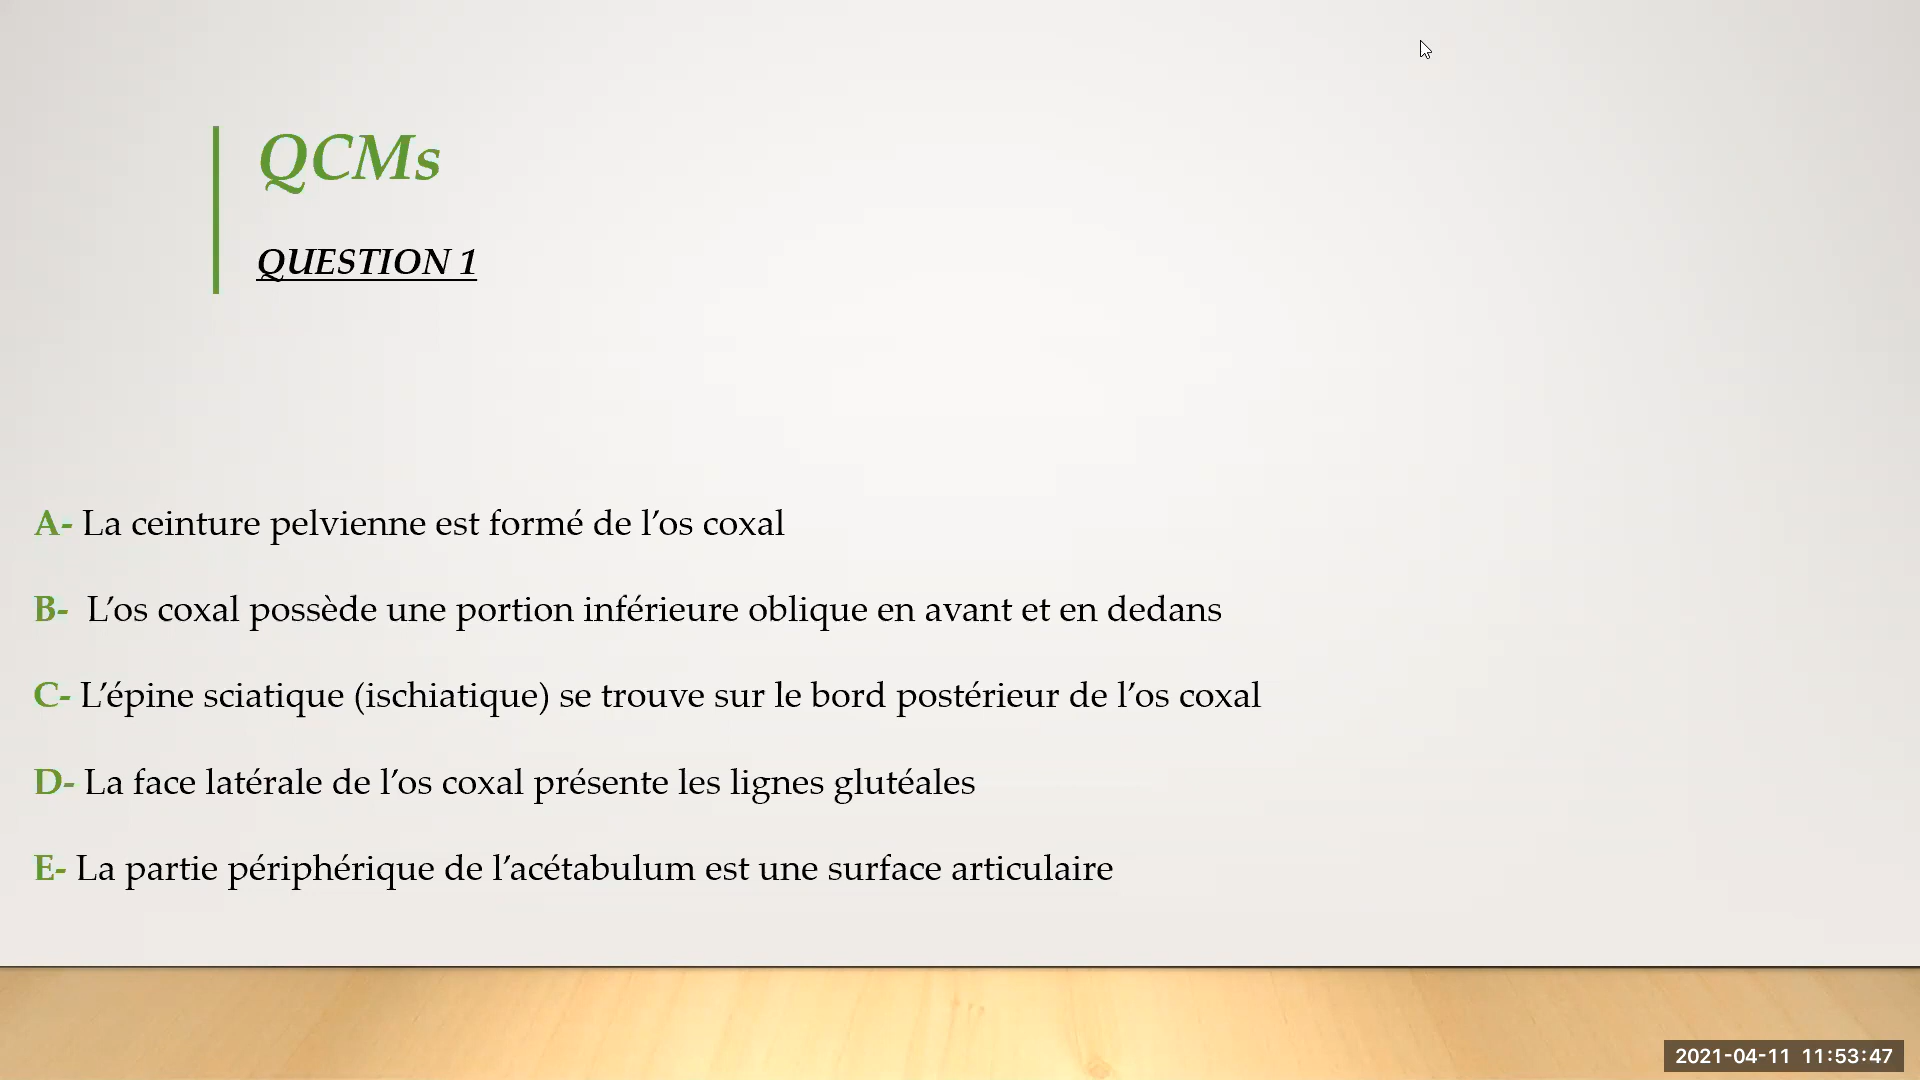 QCMs
QUESTION 1
A- La ceinture pelvienne est formé de l’os coxal
B- L’os coxal possède une portion inférieure oblique en avant et en dedans
C- L’épine sciatique (ischiatique) se trouve sur le bord postérieur de l’os coxal
D- La face latérale de l’os coxal présente les lignes glutéales
E- La partie périphérique de l’acétabulum est une surface articulaire
2021-04-11 11:53:47